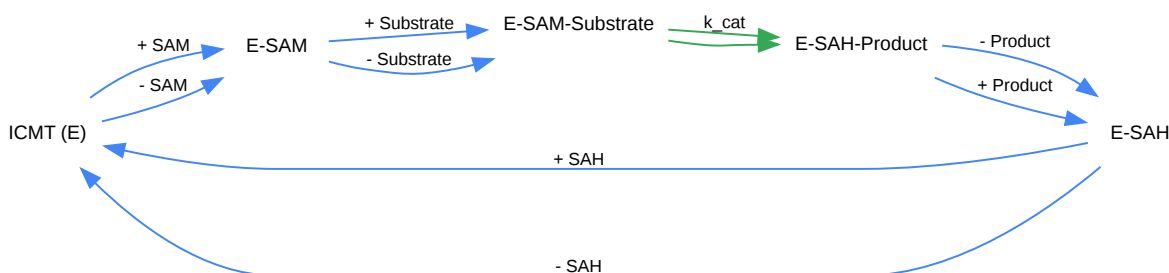 ICMT (E)
+ SAM
- SAM
E-SAM
+ Substrate
- Substrate
E-SAM-Substrate
k_cat
E-SAH-Product
- Product
+ Product
E-SAH
+ SAH
- SAH